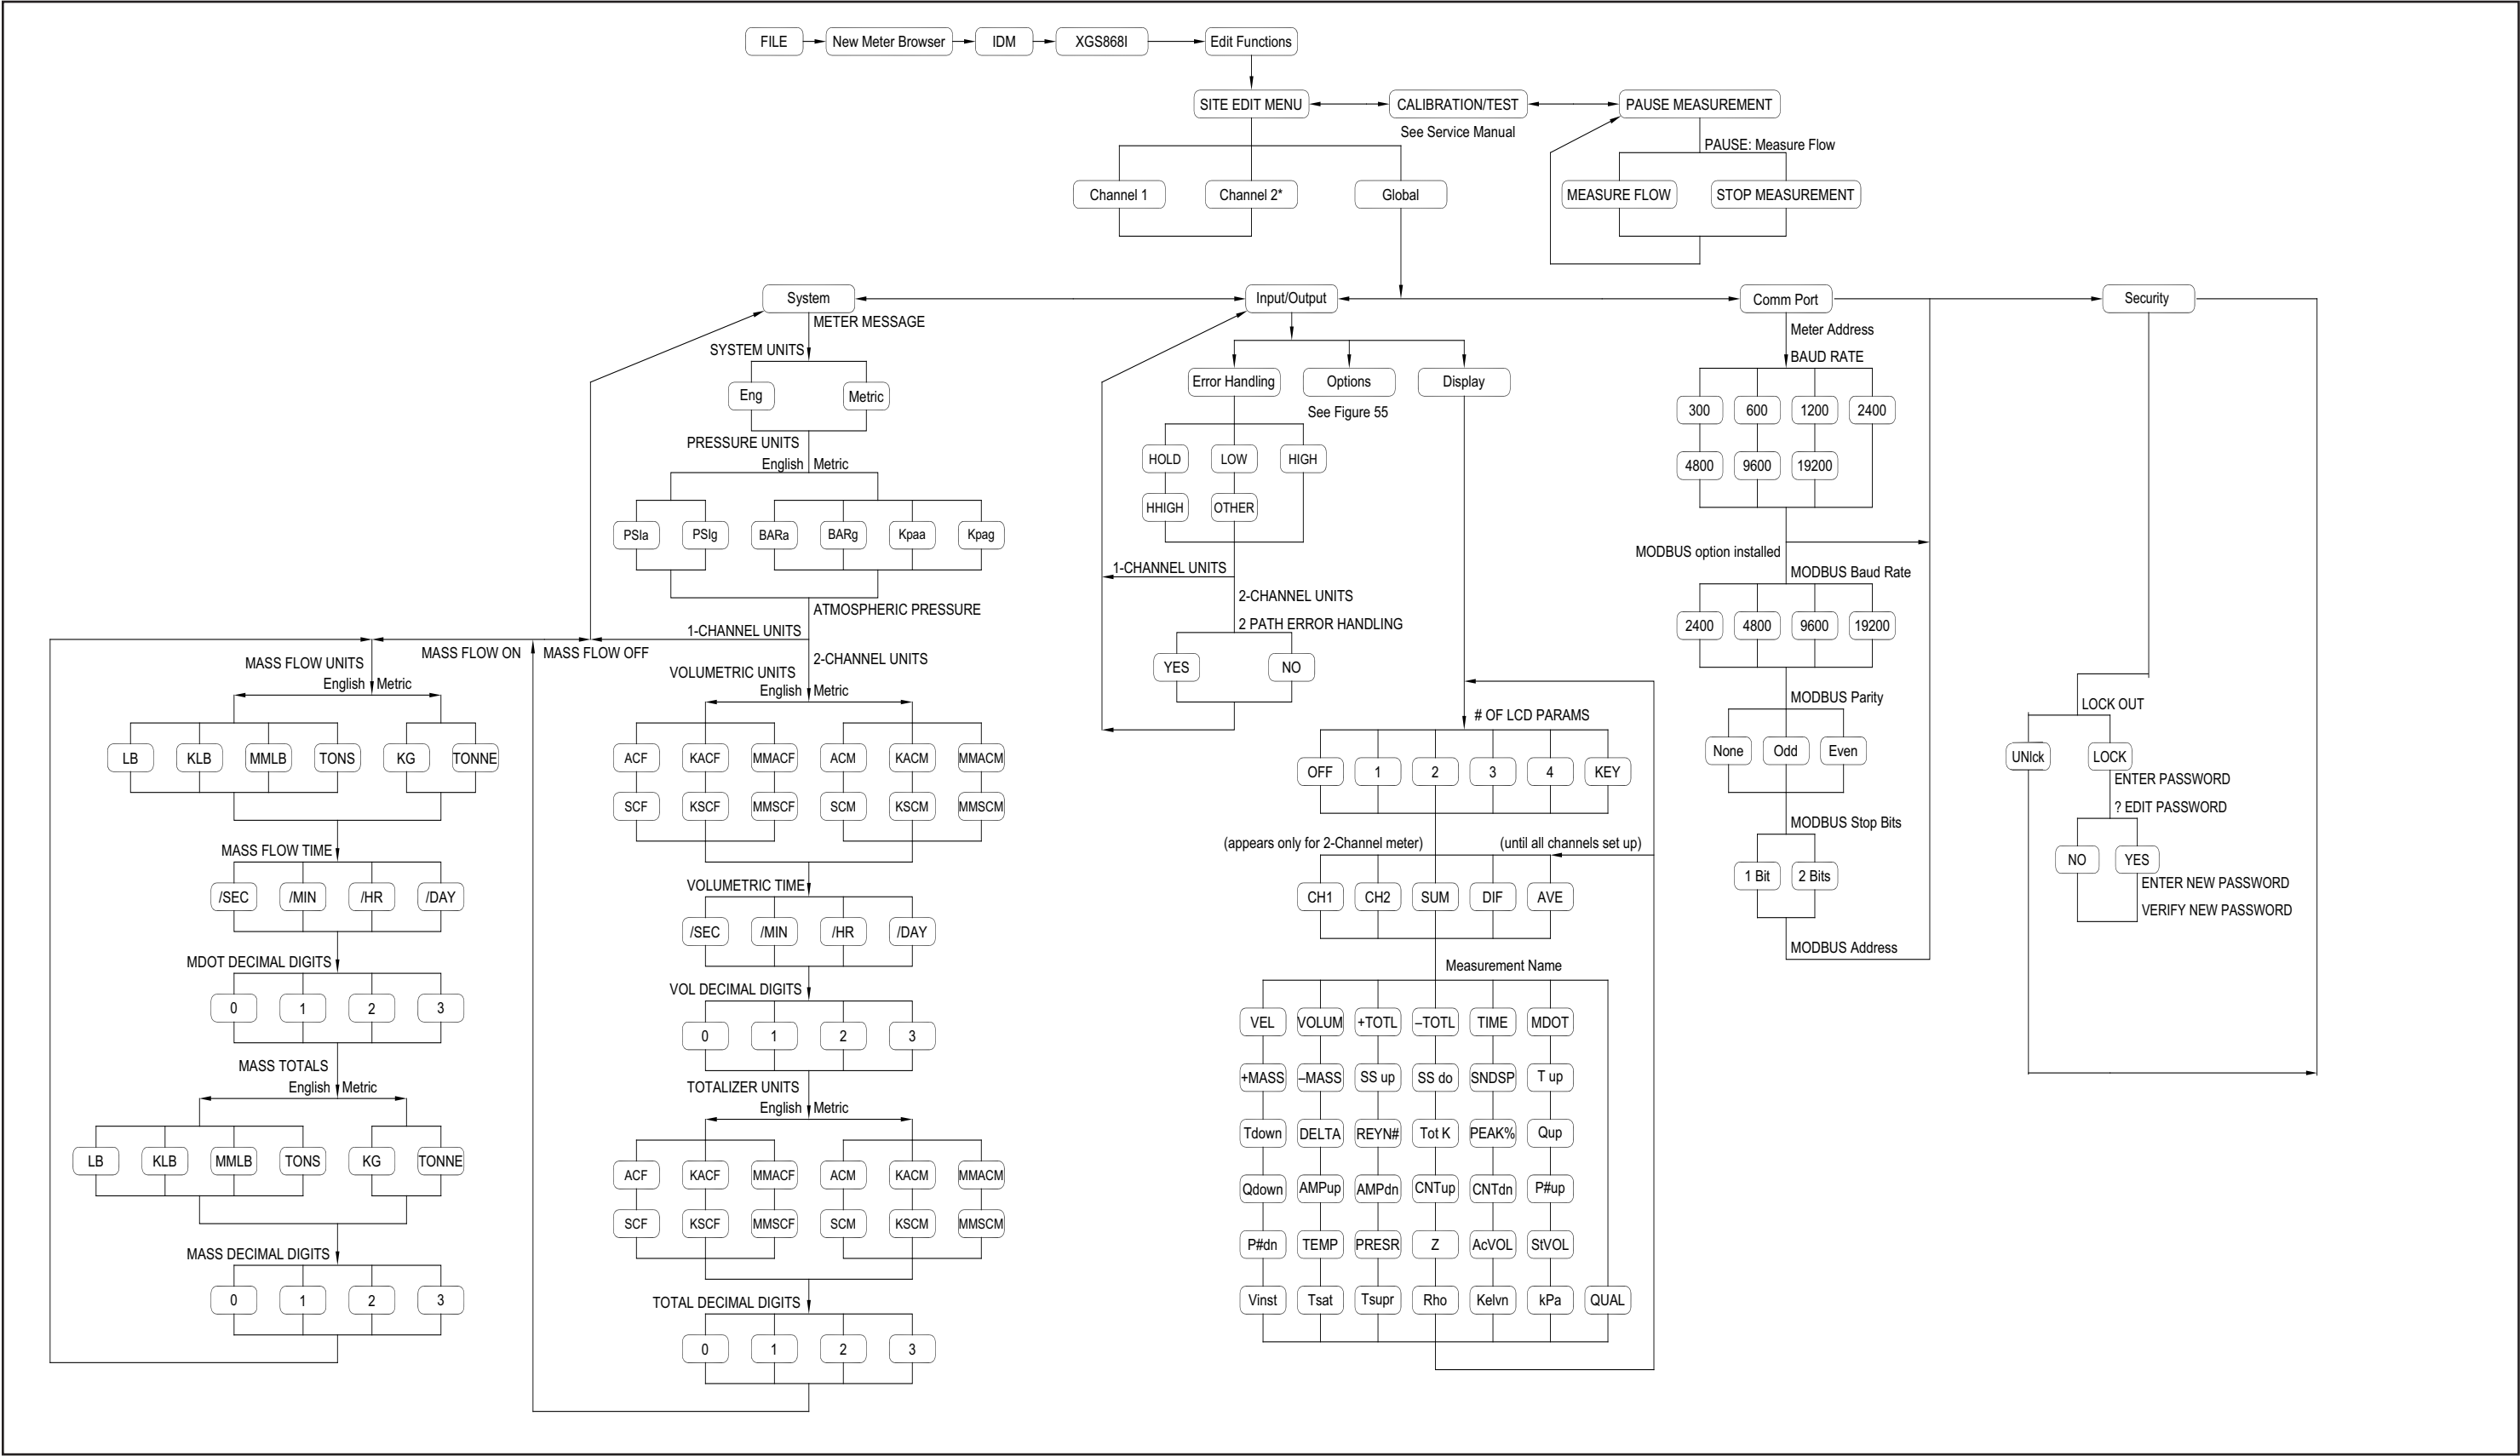 FILE
New Meter Browser
IDM
XGS868I
Edit Functions
SITE EDIT MENU
CALIBRATION/TEST
PAUSE MEASUREMENT
See Service Manual
PAUSE: Measure Flow
Channel 1
Channel 2*
Global
MEASURE FLOW
STOP MEASUREMENT
System
Input/Output
Comm Port
Security
METER MESSAGE
SYSTEM UNITS
Eng
Metric
PRESSURE UNITS
English
Metric
PSIa
PSIg
BARa
BARg
Kpaa
Kpag
ATMOSPHERIC PRESSURE
1-CHANNEL UNITS
MASS FLOW ON
MASS FLOW OFF
2-CHANNEL UNITS
MASS FLOW UNITS
English
Metric
LB
KLB
MMLB
TONS
KG
TONNE
MASS FLOW TIME
/SEC
/MIN
/HR
/DAY
MDOT DECIMAL DIGITS
0
1
2
3
MASS TOTALS
English
Metric
LB
KLB
MMLB
TONS
KG
TONNE
MASS DECIMAL DIGITS
0
1
2
3
VOLUMETRIC UNITS
English
Metric
ACF
KACF
MMACF
ACM
KACM
MMACM
SCF
KSCF
MMSCF
SCM
KSCM
MMSCM
VOLUMETRIC TIME
/SEC
/MIN
/HR
/DAY
VOL DECIMAL DIGITS
0
1
2
3
TOTALIZER UNITS
English
Metric
ACF
KACF
MMACF
ACM
KACM
MMACM
SCF
KSCF
MMSCF
SCM
KSCM
MMSCM
TOTAL DECIMAL DIGITS
0
1
2
3
Error Handling
Options
Display
See Figure 55
HOLD
LOW
HIGH
HHIGH
OTHER
1-CHANNEL UNITS
2-CHANNEL UNITS
2 PATH ERROR HANDLING
YES
NO
# OF LCD PARAMS
OFF
1
2
3
4
KEY
(appears only for 2-Channel meter)
(until all channels set up)
CH1
CH2
SUM
DIF
AVE
Measurement Name
VEL
VOLUM
+TOTL
–TOTL
TIME
MDOT
+MASS
–MASS
SS up
SS do
SNDSP
T up
Tdown
DELTA
REYN#
Tot K
PEAK%
Qup
Qdown
AMPup
AMPdn
CNTup
CNTdn
P#up
P#dn
TEMP
PRESR
Z
AcVOL
StVOL
Vinst
Tsat
Tsupr
Rho
Kelvn
kPa
QUAL
Meter Address
BAUD RATE
300
600
1200
2400
4800
9600
19200
MODBUS option installed
MODBUS Baud Rate
2400
4800
9600
19200
MODBUS Parity
None
Odd
Even
MODBUS Stop Bits
1 Bit
2 Bits
MODBUS Address
LOCK OUT
UNlck
LOCK
ENTER PASSWORD
? EDIT PASSWORD
NO
YES
ENTER NEW PASSWORD
VERIFY NEW PASSWORD